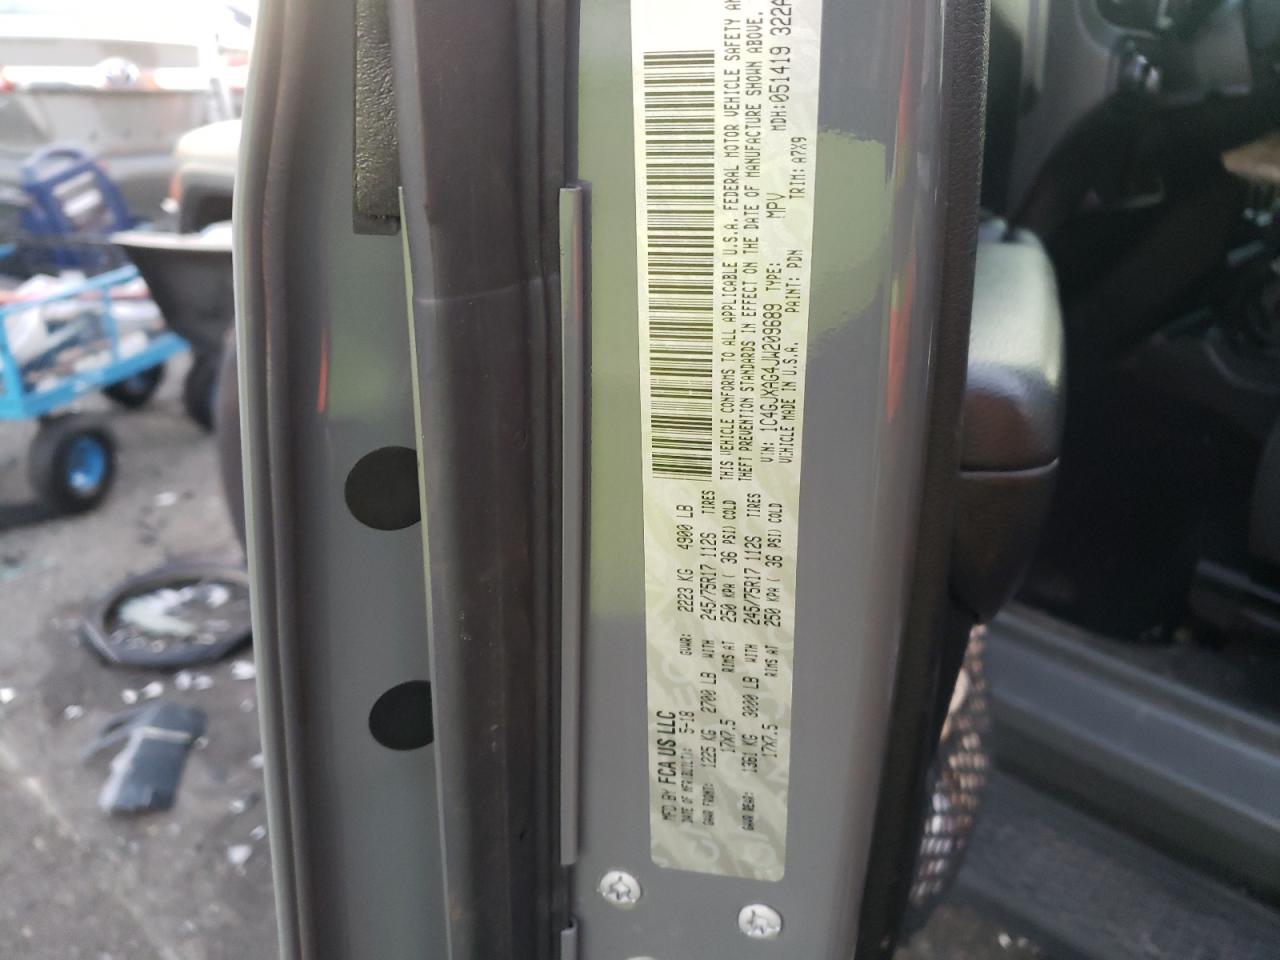 MFD BY FCA US LLC
DATE OF MFR(BUILT): 5-18 GVWR: 2223 KG 4900 LB
GAWR FRONT: 1225 KG 2700 LB WITH 245/75R17 112S TIRES
17X7.5 RIMS AT 250 KPA ( 36 PSI) COLD
GAWR REAR: 1361 KG 3000 LB WITH 245/75R17 112S TIRES
17X7.5 RIMS AT 250 KPA ( 36 PSI) COLD
THIS VEHICLE CONFORMS TO ALL APPLICABLE U.S.A. FEDERAL MOTOR VEHICLE SAFETY
THEFT PREVENTION STANDARDS IN EFFECT ON THE DATE OF MANUFACTURE SHOWN ABOVE.
VIN: 1C4GJXAG4JW209689 TYPE: MPV MDH:051419 322A
VEHICLE MADE IN U.S.A. PAINT: PDN TRIM: A7X9